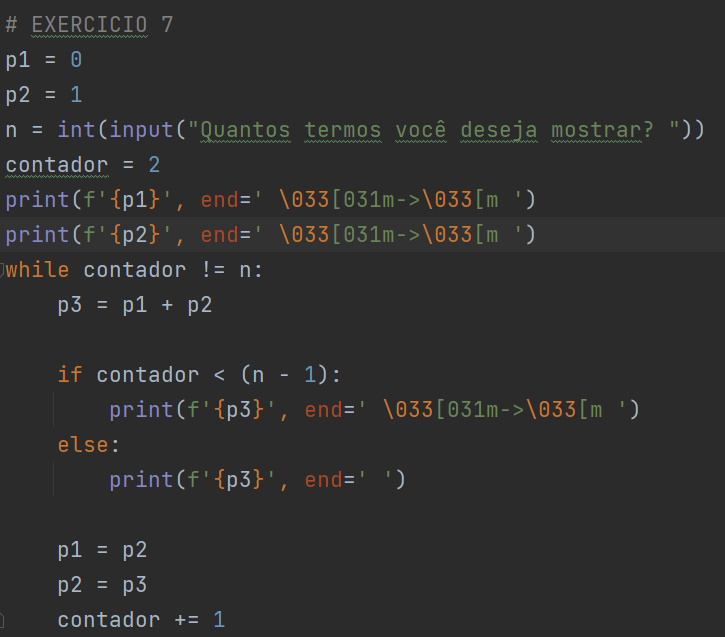 # EXERCICIO 7
p1 = 0
p2 = 1
n = int(input("Quantos termos você deseja mostrar? "))
contador = 2
print(f'{p1}', end=' \033[031m->\033[m ')
print(f'{p2}', end=' \033[031m->\033[m ')
while contador != n:
    p3 = p1 + p2

    if contador < (n - 1):
        print(f'{p3}', end=' \033[031m->\033[m ')
    else:
        print(f'{p3}', end=' ')

    p1 = p2
    p2 = p3
    contador += 1